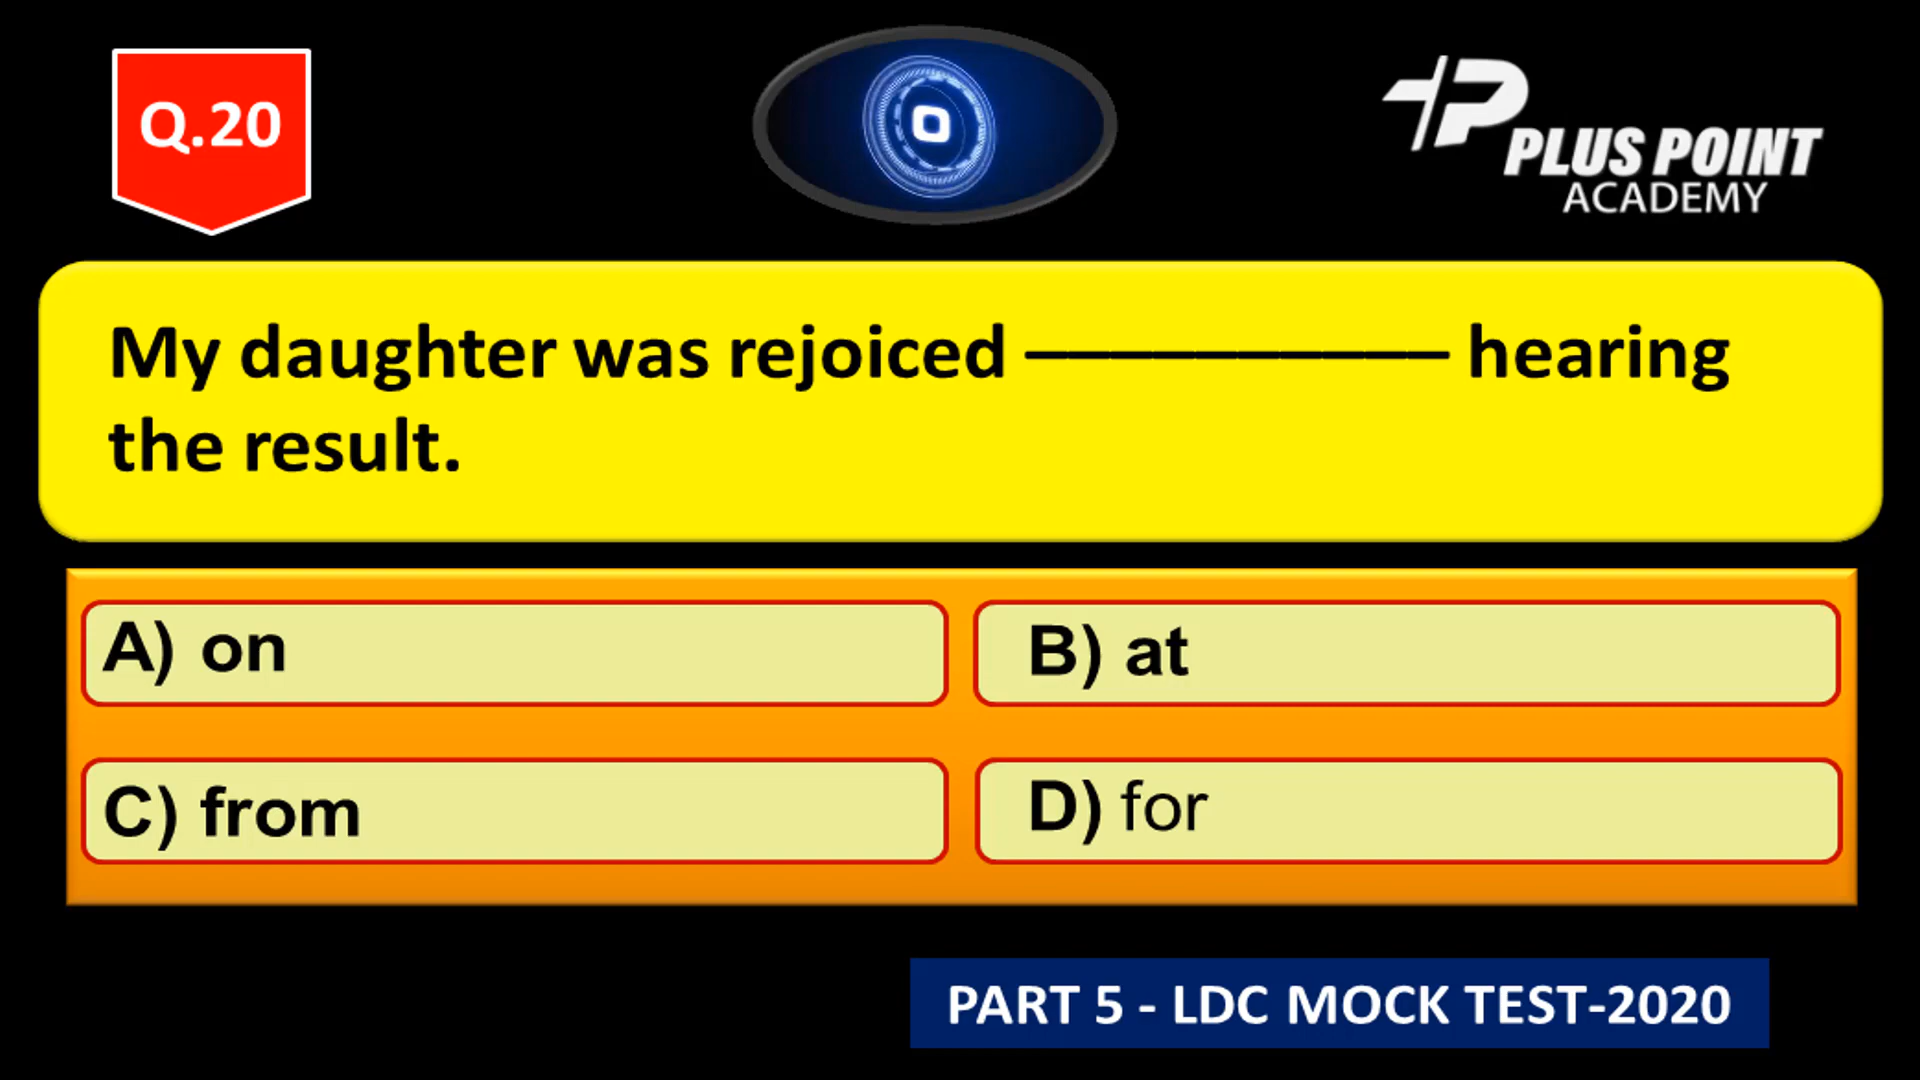 Q.20
PLUS POINT
ACADEMY
My daughter was rejoiced —————— hearing
the result.
A) on
B) at
C) from
D) for
PART 5 - LDC MOCK TEST-2020